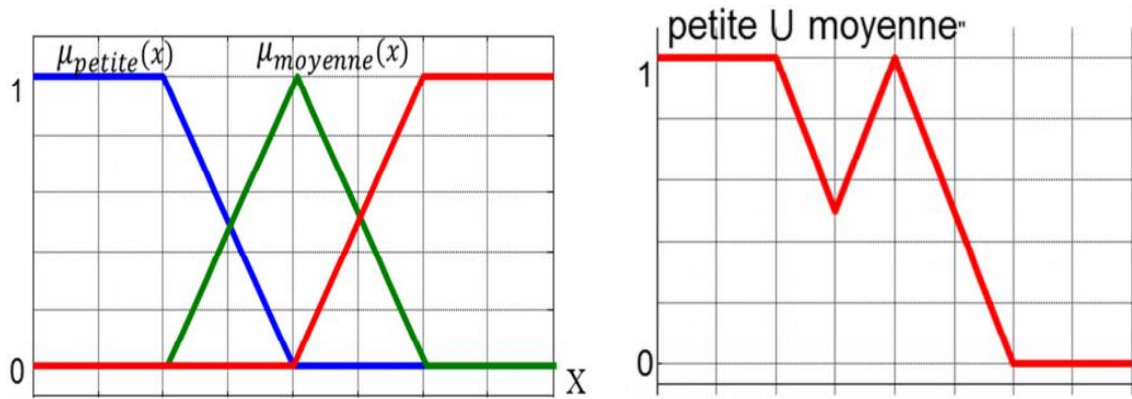 μpetite(x)
μmoyenne(x)
1
0
X
petite U moyenne"
1
0